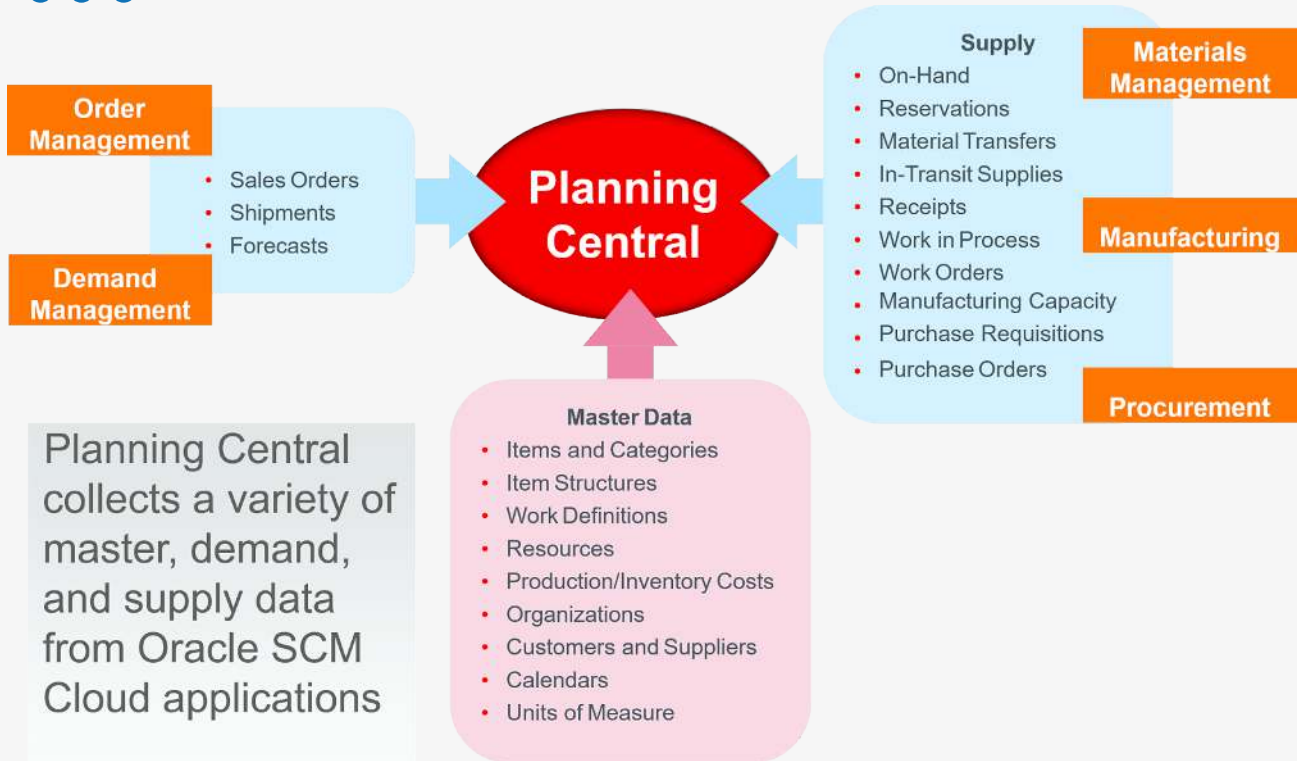 Order
Management
• Sales Orders
• Shipments
• Forecasts
Demand
Management
Planning
Central
Supply
• On-Hand
• Reservations
• Material Transfers
• In-Transit Supplies
• Receipts
• Work in Process
• Work Orders
• Manufacturing Capacity
• Purchase Requisitions
• Purchase Orders
Materials
Management
Manufacturing
Procurement
Master Data
• Items and Categories
• Item Structures
• Work Definitions
• Resources
• Production/Inventory Costs
• Organizations
• Customers and Suppliers
• Calendars
• Units of Measure
Planning Central
collects a variety of
master, demand,
and supply data
from Oracle SCM
Cloud applications